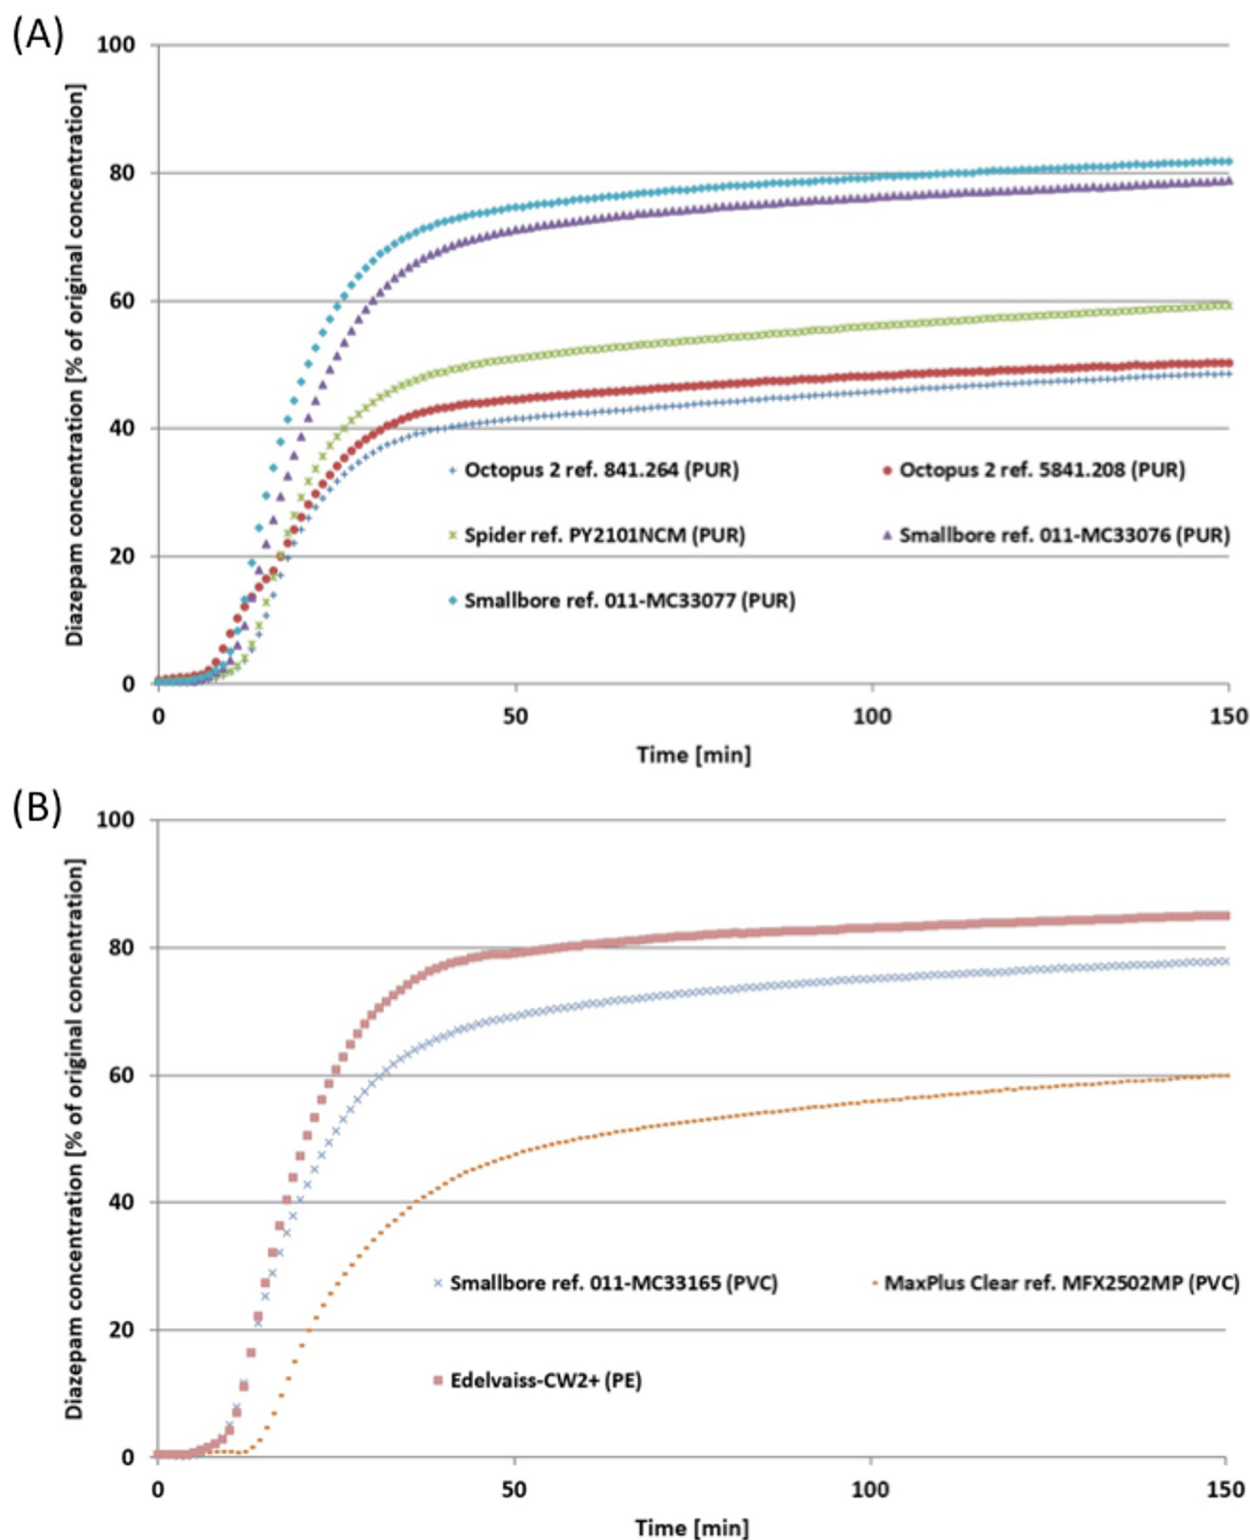 (A)
100
80
60
40
20
0
Diazepam concentration [% of original concentration]
Octopus 2 ref. 841.264 (PUR)
Octopus 2 ref. 5841.208 (PUR)
Spider ref. PY2101NCM (PUR)
Smallbore ref. 011-MC33076 (PUR)
Smallbore ref. 011-MC33077 (PUR)
0
50
100
150
Time [min]
(B)
100
80
60
40
20
0
Diazepam concentration [% of original concentration]
Smallbore ref. 011-MC33165 (PVC)
MaxPlus Clear ref. MFX2502MP (PVC)
Edelvaiss-CW2+ (PE)
0
50
100
150
Time [min]